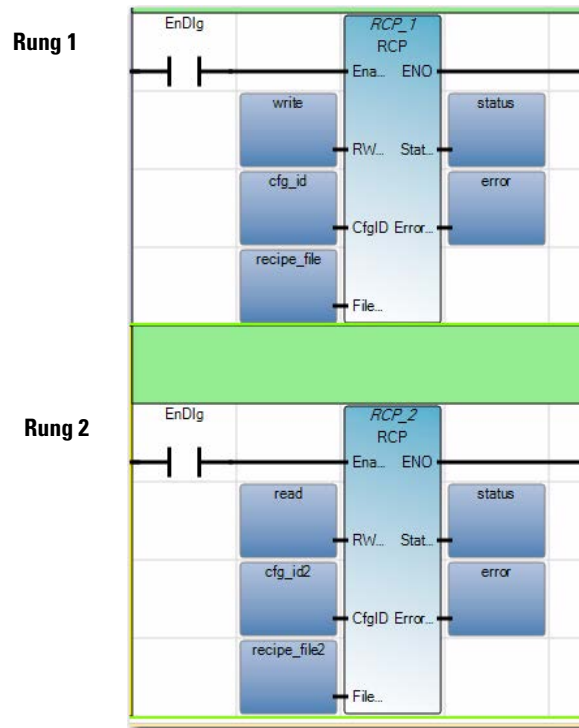 EnDlg
RCP_1
Rung 1
RCP
Ena... ENO
write
status
RW... Stat...
cfg_id
error
CfgID Error...
recipe_file
File...
EnDlg
RCP_2
Rung 2
RCP
Ena... ENO
read
status
RW... Stat...
cfg_id2
error
CfgID Error...
recipe_file2
File...